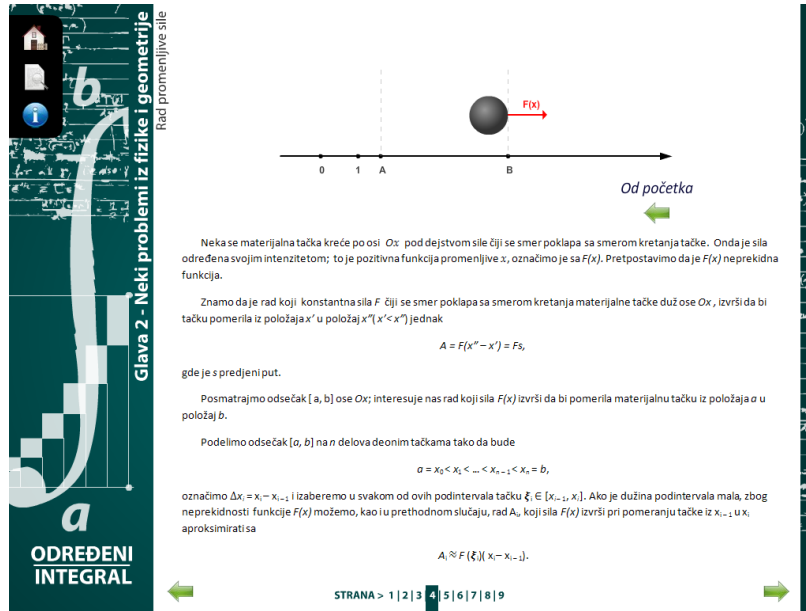 Glava 2 - Neki problemi iz fizike i geometrije
Rad promenljive sile
b
a
ODREĐENI
INTEGRAL
F(x)
0 1 A B
Od početka
Neka se materijalna tačka kreće po osi Ox pod dejstvom sile čiji se smer poklapa sa smerom kretanja tačke. Onda je sila
određena svojim intenzitetom; to je pozitivna funkcija promenljive x, označimo je sa F(x). Pretpostavimo da je F(x) neprekidna
funkcija.
Znamo da je rad koji konstantna sila F čiji se smer poklapa sa smerom kretanja materijalne tačke duž ose Ox , izvrši da bi
tačku pomerila iz položaja x′ u položaj x″( x′< x″) jednak
A = F(x″ − x′) = Fs,
gde je s predjeni put.
Posmatrajmo odsečak [ a, b] ose Ox; interesuje nas rad koji sila F(x) izvrši da bi pomerila materijalnu tačku iz položaja a u
položaj b.
Podelimo odsečak [a, b] na n delova deonim tačkama tako da bude
a = x₀ < x₁ < ... < xₙ₋₁ < xₙ = b,
označimo Δxᵢ = xᵢ − xᵢ₋₁ i izaberemo u svakom od ovih podintervala tačku ξᵢ ∈ [xᵢ₋₁, xᵢ]. Ako je dužina podintervala mala, zbog
neprekidnosti funkcije F(x) možemo, kao i u prethodnom slučaju, rad Aᵢ, koji sila F(x) izvrši pri pomeranju tačke iz xᵢ₋₁ u xᵢ
aproksimirati sa
Aᵢ ≈ F (ξᵢ)( xᵢ − xᵢ₋₁).
STRANA > 1|2|3|4|5|6|7|8|9